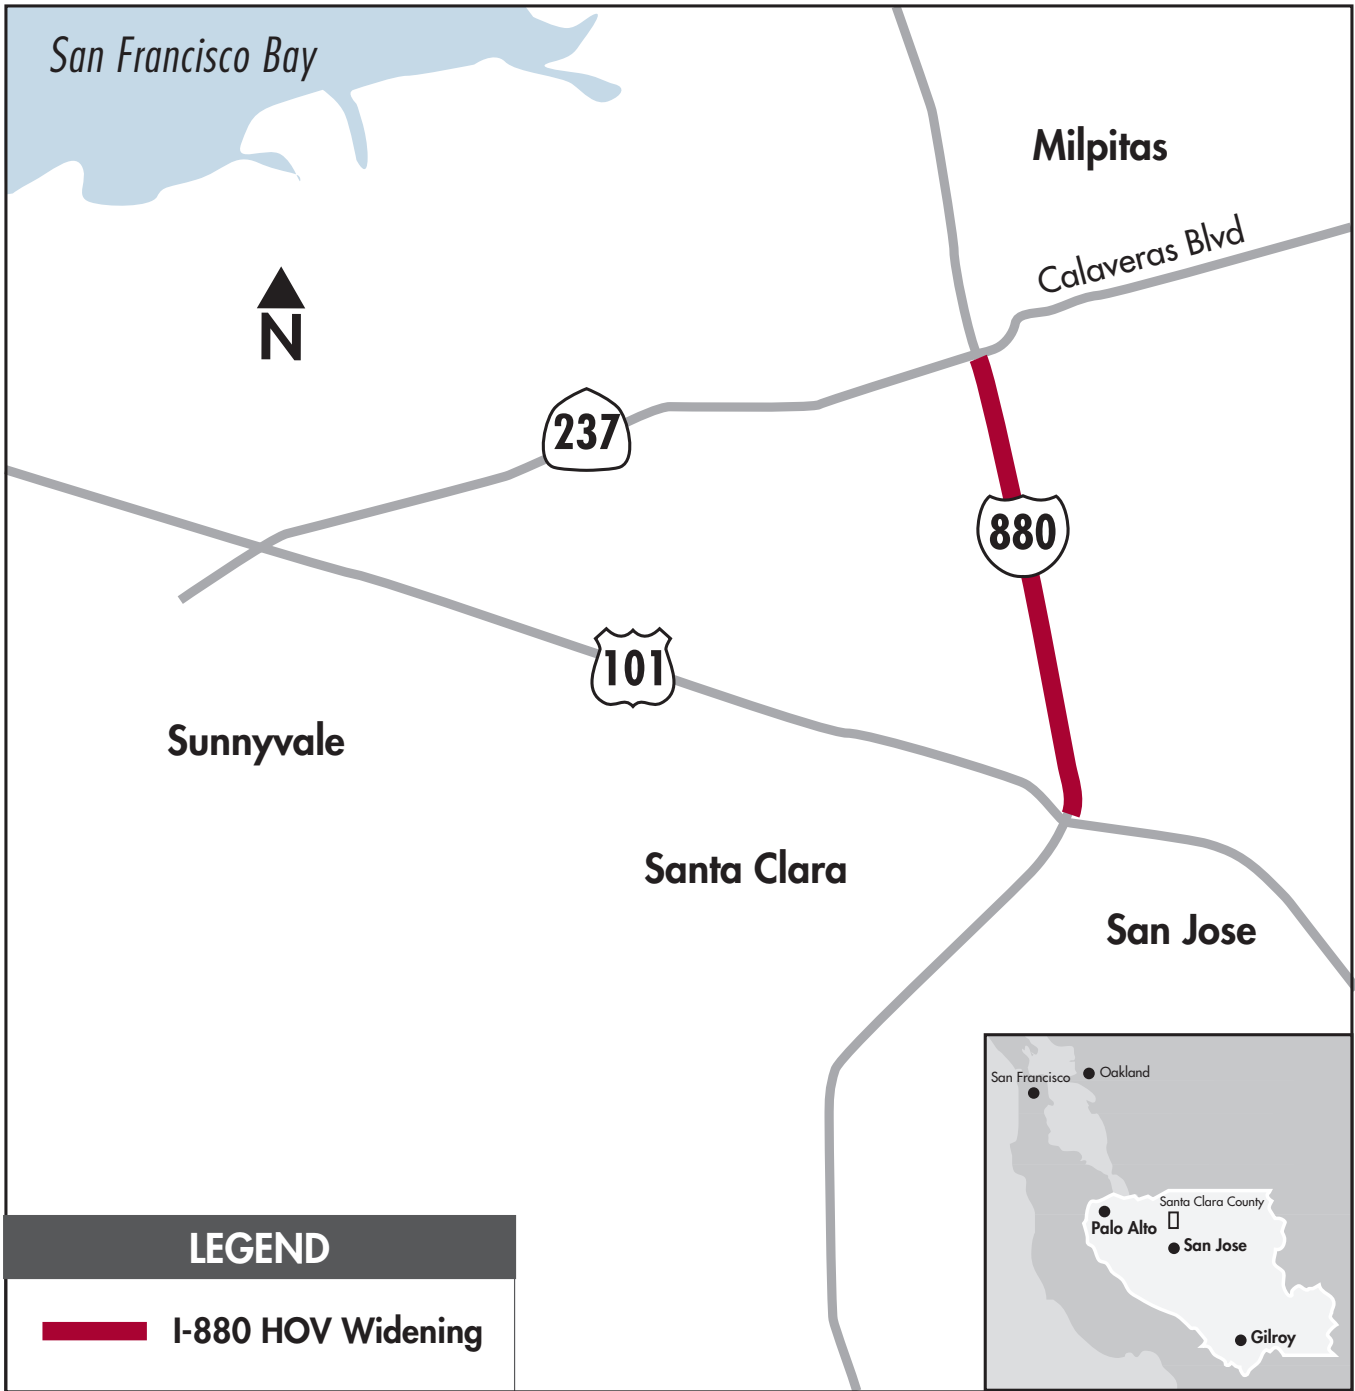 San Francisco Bay
Milpitas
Calaveras Blvd
N
237
880
101
Sunnyvale
Santa Clara
San Jose
San Francisco
Oakland
Santa Clara County
Palo Alto
San Jose
Gilroy
LEGEND
I-880 HOV Widening